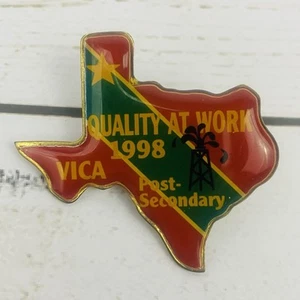 QUALITY AT WORK
1998
VICA
Post-
Secondary